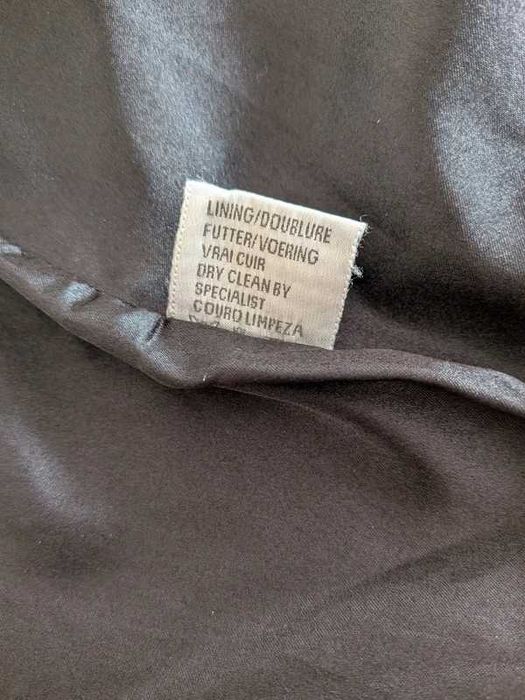 LINING/DOUBLURE
FUTTER/VOERING
VRAI CUIR
DRY CLEAN BY
SPECIALIST
COURO LIMPEZA